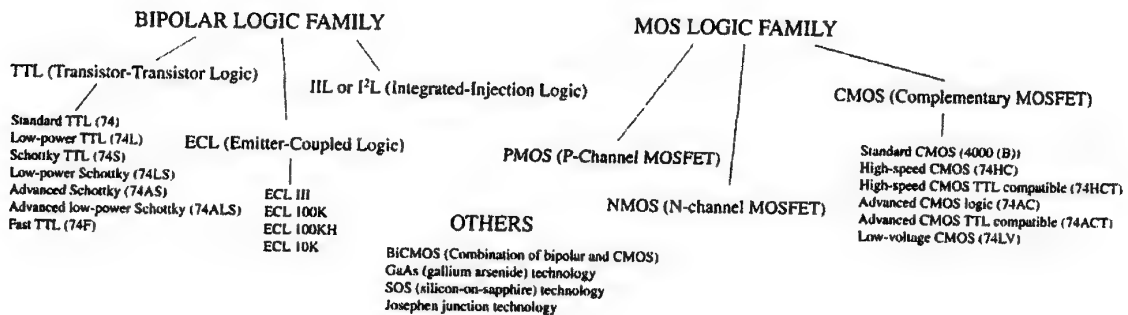 BIPOLAR LOGIC FAMILY
TTL (Transistor-Transistor Logic)
Standard TTL (74)
Low-power TTL (74L)
Schottky TTL (74S)
Low-power Schottky (74LS)
Advanced Schottky (74AS)
Advanced low-power Schottky (74ALS)
Fast TTL (74F)
ECL (Emitter-Coupled Logic)
ECL III
ECL 100K
ECL 100KH
ECL 10K
IIL or I²L (Integrated-Injection Logic)
MOS LOGIC FAMILY
PMOS (P-Channel MOSFET)
NMOS (N-channel MOSFET)
CMOS (Complementary MOSFET)
Standard CMOS (4000 (B))
High-speed CMOS (74HC)
High-speed CMOS TTL compatible (74HCT)
Advanced CMOS logic (74AC)
Advanced CMOS TTL compatible (74ACT)
Low-voltage CMOS (74LV)
OTHERS
BiCMOS (Combination of bipolur and CMOS)
GaAs (gallium arsenide) technology
SOS (silicon-on-sapphire) technology
Josephen junction technology